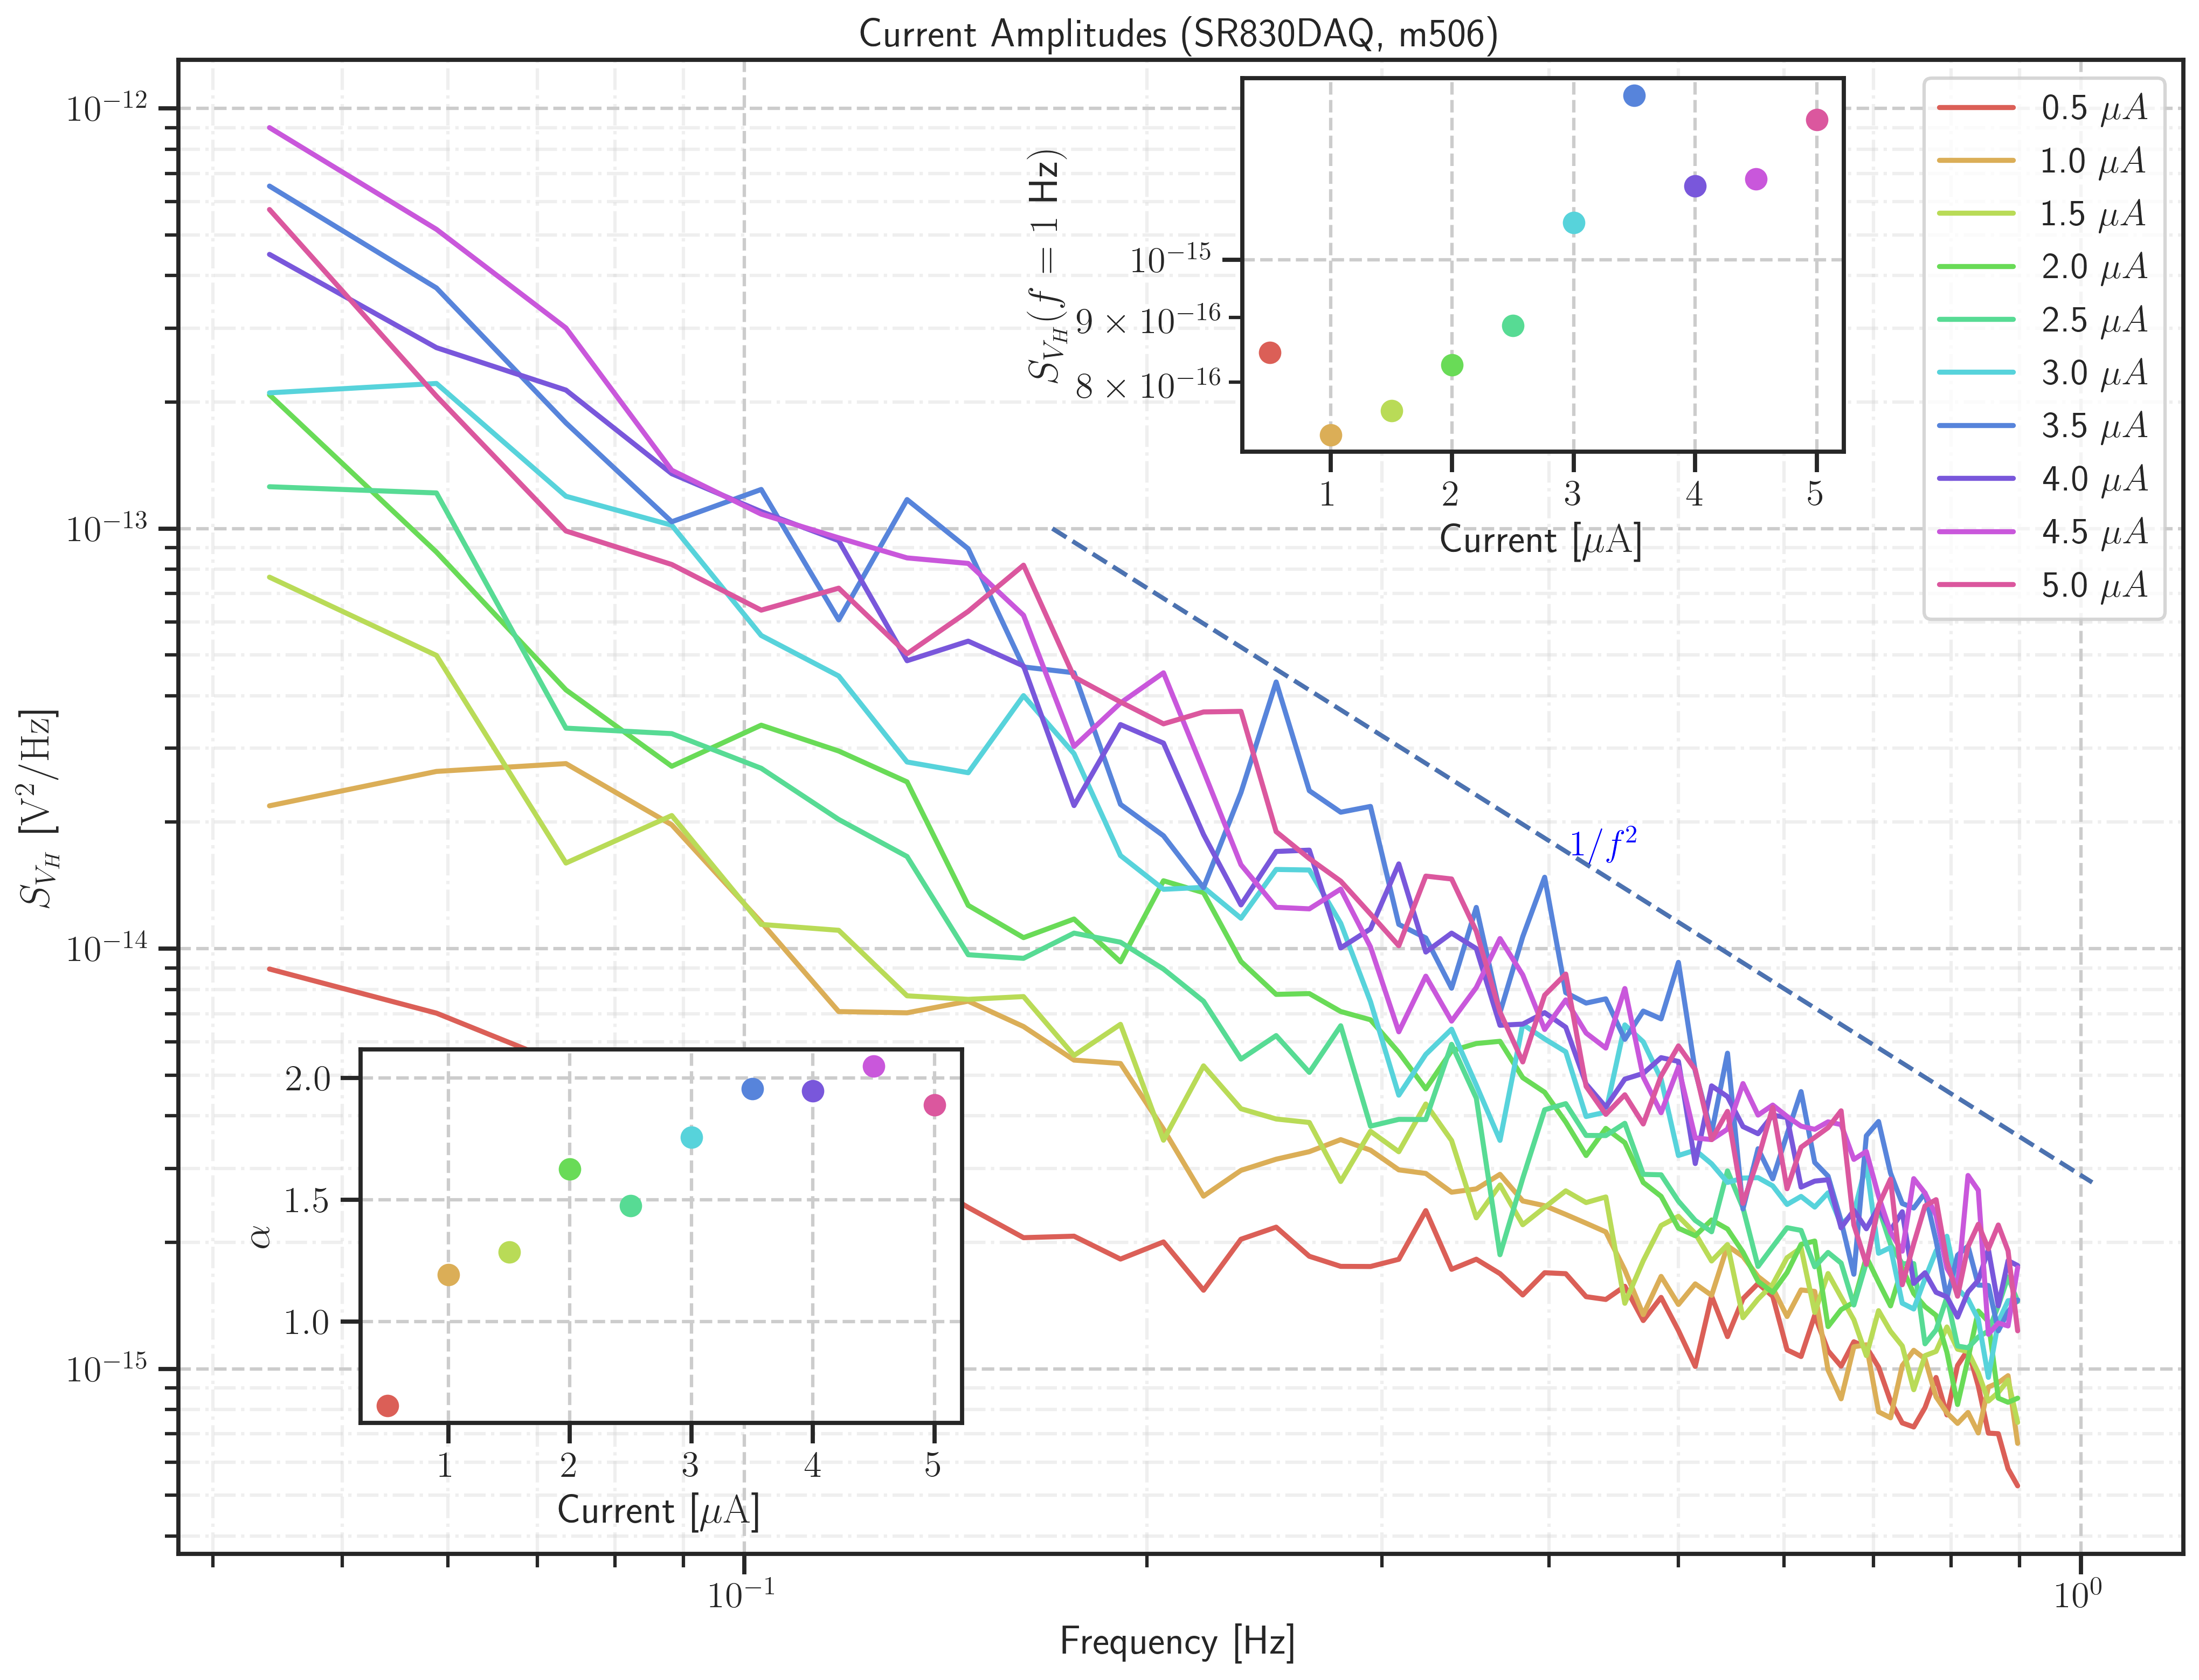 Current Amplitudes (SR830DAQ, m506)
10⁻¹²
10⁻¹³
10⁻¹⁴
10⁻¹⁵
S_{V_H} [V²/Hz]
10⁻¹
10⁰
Frequency [Hz]
1/f²
S_{V_H}(f = 1 Hz)
10⁻¹⁵
9 × 10⁻¹⁶
8 × 10⁻¹⁶
1 2 3 4 5
Current [μA]
0.5 μA
1.0 μA
1.5 μA
2.0 μA
2.5 μA
3.0 μA
3.5 μA
4.0 μA
4.5 μA
5.0 μA
α
2.0
1.5
1.0
1 2 3 4 5
Current [μA]